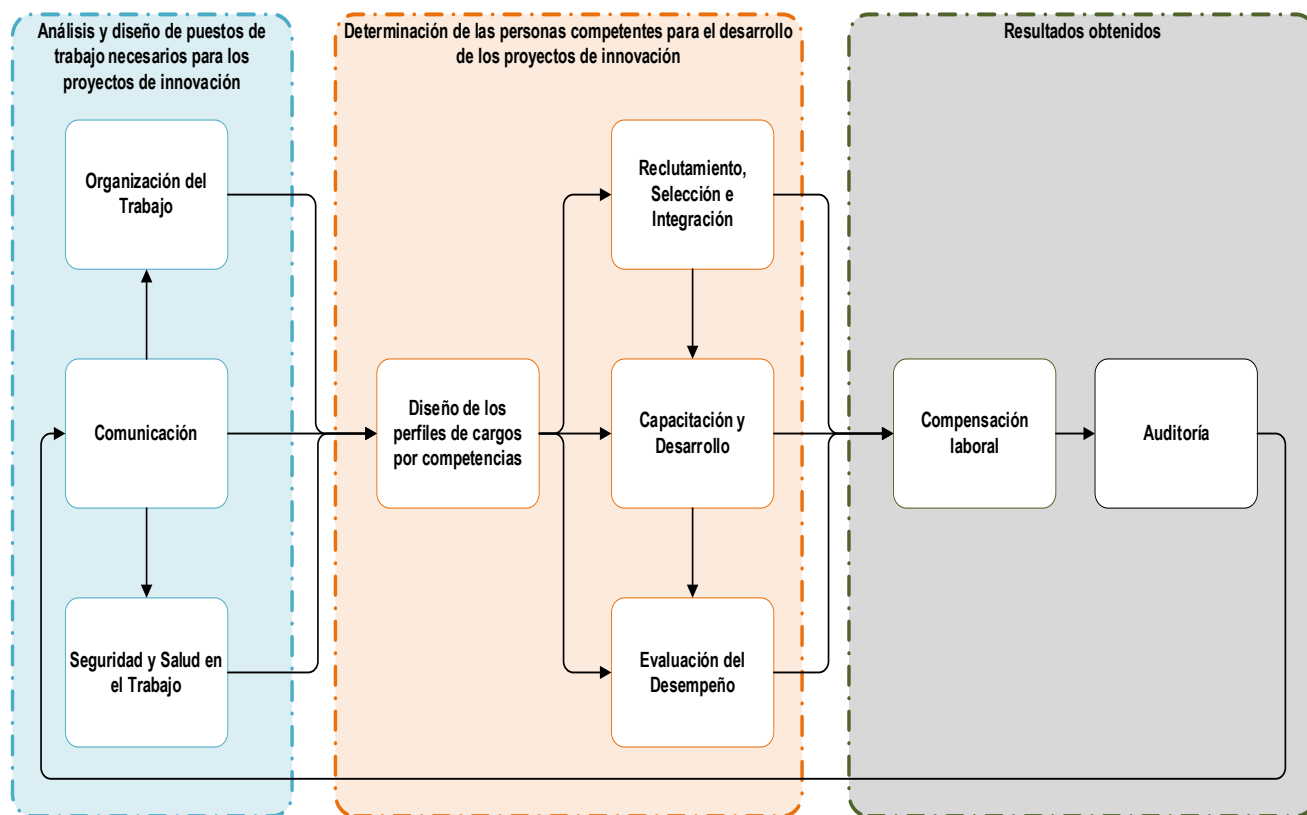 Análisis y diseño de puestos de
trabajo necesarios para los
proyectos de innovación
Organización del
Trabajo
Comunicación
Seguridad y Salud en
el Trabajo
Determinación de las personas competentes para el desarrollo
de los proyectos de innovación
Diseño de los
perfiles de cargos
por competencias
Reclutamiento,
Selección e
Integración
Capacitación y
Desarrollo
Evaluación del
Desempeño
Resultados obtenidos
Compensación
laboral
Auditoría